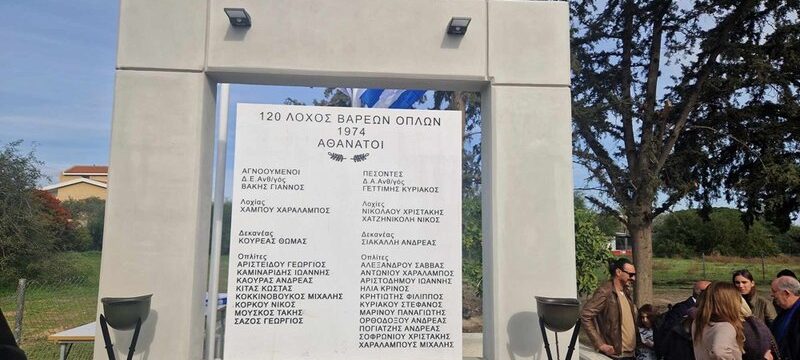 120 ΛΟΧΟΣ ΒΑΡΕΩΝ ΟΠΛΩΝ
1974
ΑΘΑΝΑΤΟΙ
ΑΓΝΟΟΥΜΕΝΟΙ
Δ.Ε.Ανθ/γός
ΒΑΚΗΣ ΓΙΑΝΝΟΣ
Λοχίας
ΧΑΜΠΟΥ ΧΑΡΑΛΑΜΠΟΣ
Δεκανέας
ΚΟΥΡΕΑΣ ΘΩΜΑΣ
Οπλίτες
ΑΡΙΣΤΕΙΔΟΥ ΓΕΩΡΓΙΟΣ
ΚΑΜΙΝΑΡΙΔΗΣ ΙΩΑΝΝΗΣ
ΚΑΟΥΡΑΣ ΑΝΔΡΕΑΣ
ΚΙΤΑΣ ΚΩΣΤΑΣ
ΚΟΚΚΙΝΟΒΟΥΚΟΣ ΜΙΧΑΛΗΣ
ΚΟΡΚΟΥ ΝΙΚΟΣ
ΜΟΥΣΚΟΣ ΤΑΚΗΣ
ΣΑΖΟΣ ΓΕΩΡΓΙΟΣ
ΠΕΣΟΝΤΕΣ
Δ.Α.Ανθ/γός
ΓΕΤΤΙΜΗΣ ΚΥΡΙΑΚΟΣ
Λοχίες
ΝΙΚΟΛΑΟΥ ΧΡΙΣΤΑΚΗΣ
ΧΑΤΖΗΝΙΚΟΛΗ ΝΙΚΟΣ
Δεκανέας
ΣΙΑΚΑΛΛΗ ΑΝΔΡΕΑΣ
Οπλίτες
ΑΛΕΞΑΝΔΡΟΥ ΣΑΒΒΑΣ
ΑΝΤΩΝΙΟΥ ΧΑΡΑΛΑΜΠΟΣ
ΑΡΙΣΤΟΔΗΜΟΥ ΙΩΑΝΝΗΣ
ΗΛΙΑ ΚΡΙΝΟΣ
ΚΡΗΤΙΩΤΗΣ ΦΙΛΙΠΠΟΣ
ΚΥΡΙΑΚΟΥ ΣΤΕΦΑΝΟΣ
ΜΑΡΙΝΟΥ ΠΑΝΑΓΙΩΤΗΣ
ΟΡΘΟΔΟΞΟΥ ΑΝΔΡΕΑΣ
ΠΟΓΙΑΤΖΗΣ ΑΝΔΡΕΑΣ
ΣΟΦΡΩΝΙΟΥ ΧΡΙΣΤΑΚΗΣ
ΧΑΡΑΛΑΜΠΟΥΣ ΜΙΧΑΛΗΣ